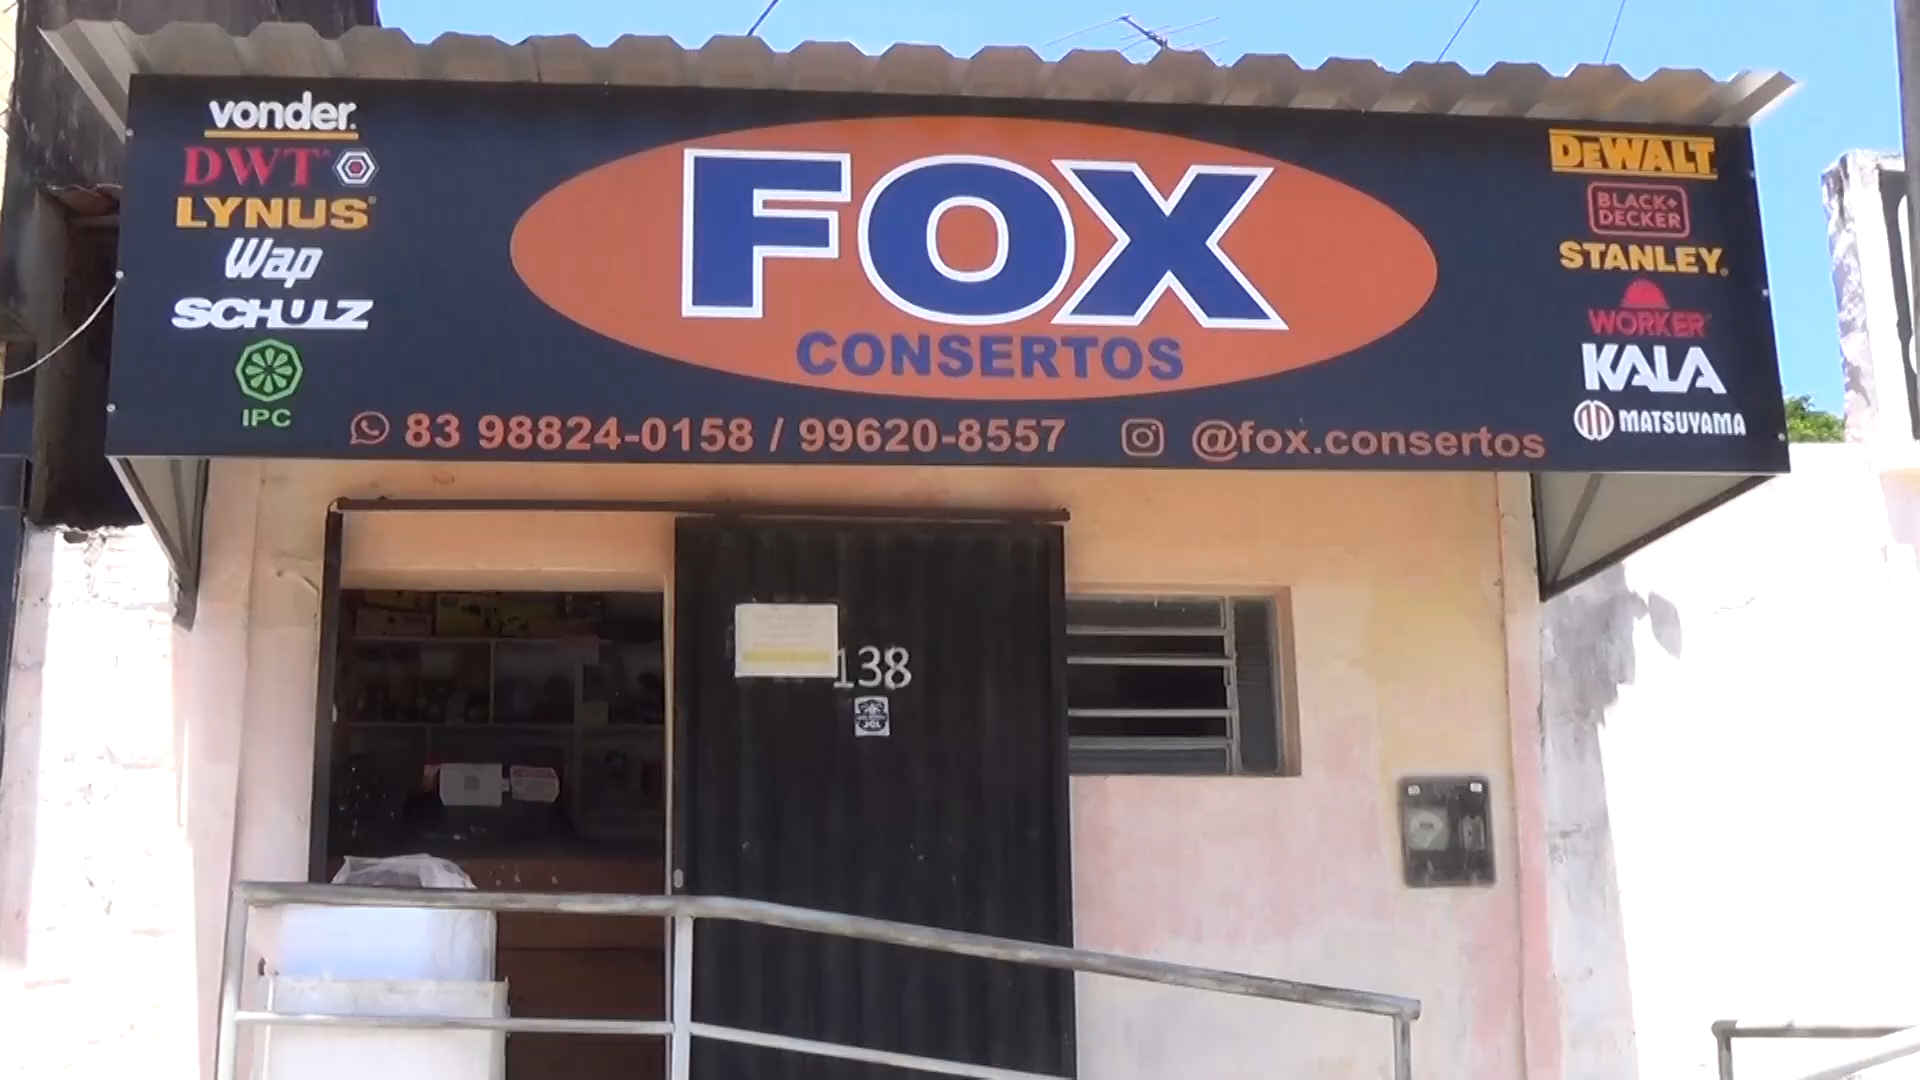 vonder
DWT
LYNUS
Wap
SCHULZ
IPC
FOX
CONSERTOS
83 98824-0158 / 99620-8557
@fox.consertos
DEWALT
BLACK+
DECKER
STANLEY
WORKER
KALA
MATSUYAMA
138
JGL